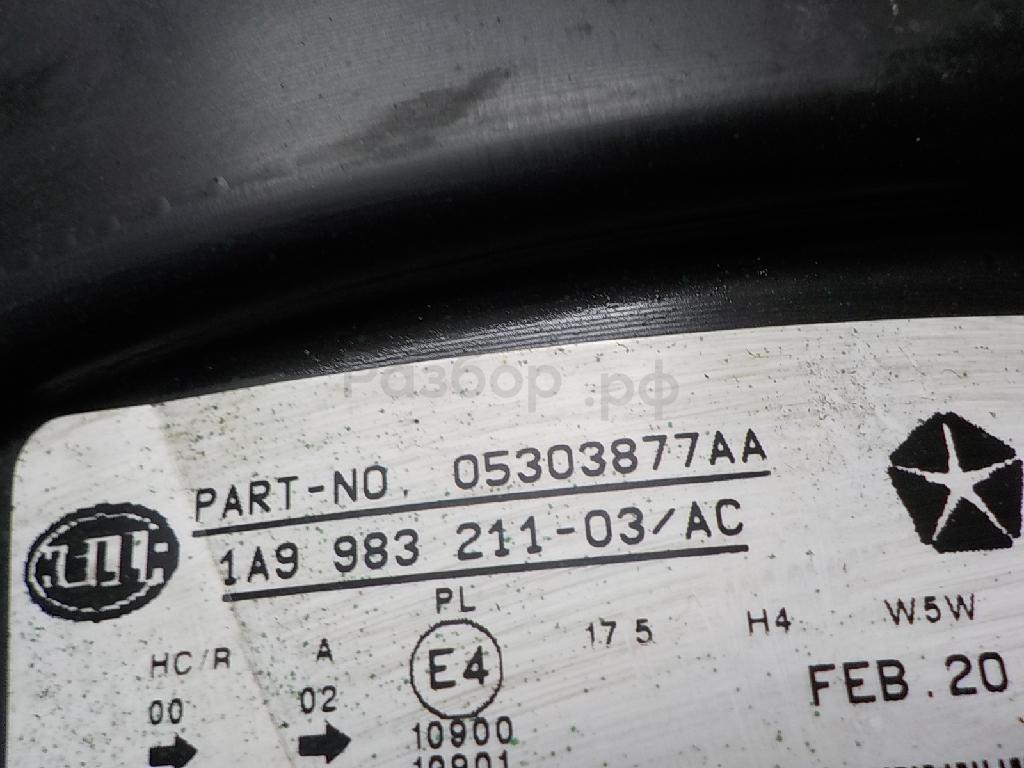 Разбор.рф
PART-NO. 05303877AA
1A9 983 211-03/AC
PL
17 5 H4 W5W
HC/R A E4
FEB.20
00 02
10900
10901